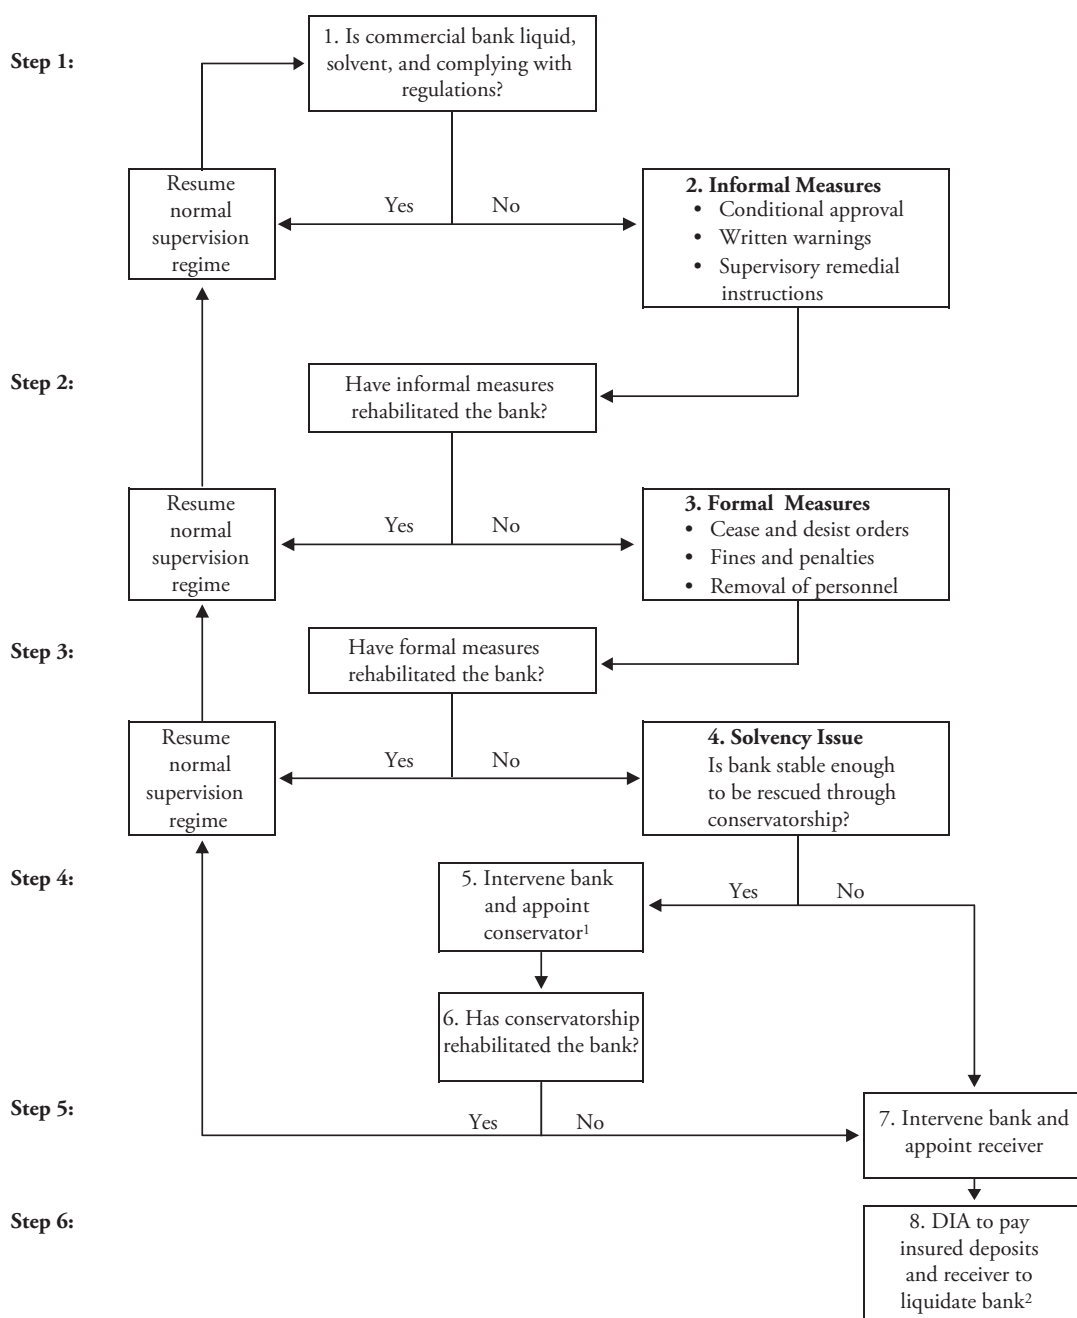 Step 1:
1. Is commercial bank liquid,
solvent, and complying with
regulations?
Resume
normal
supervision
regime
Yes
No
2. Informal Measures
• Conditional approval
• Written warnings
• Supervisory remedial
instructions
Step 2:
Have informal measures
rehabilitated the bank?
Resume
normal
supervision
regime
Yes
No
3. Formal Measures
• Cease and desist orders
• Fines and penalties
• Removal of personnel
Step 3:
Have formal measures
rehabilitated the bank?
Resume
normal
supervision
regime
Yes
No
4. Solvency Issue
Is bank stable enough
to be rescued through
conservatorship?
Step 4:
5. Intervene bank
and appoint
conservator¹
Yes
No
6. Has conservatorship
rehabilitated the bank?
Step 5:
Yes
No
7. Intervene bank and
appoint receiver
Step 6:
8. DIA to pay
insured deposits
and receiver to
liquidate bank²